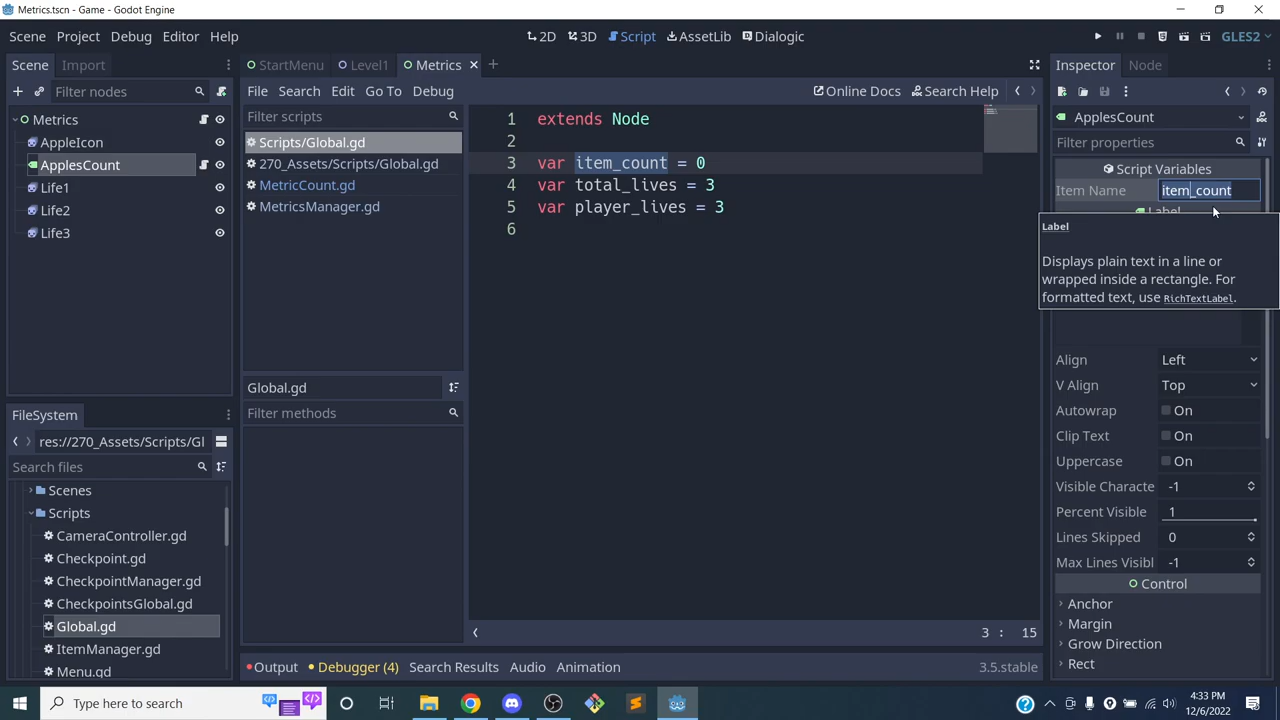 Metrics.tscn - Game - Godot Engine
Scene Project Debug Editor Help
2D 3D Script AssetLib Dialogic
GLES2
Scene Import
Filter nodes
Metrics
AppleIcon
ApplesCount
Life1
Life2
Life3
FileSystem
res://270_Assets/Scripts/Gl
Search files
Scenes
Scripts
CameraController.gd
Checkpoint.gd
CheckpointManager.gd
CheckpointsGlobal.gd
Global.gd
ItemManager.gd
Menu.gd
StartMenu Level1 Metrics
File Search Edit Go To Debug
Online Docs Search Help
Filter scripts
Scripts/Global.gd
270_Assets/Scripts/Global.gd
MetricCount.gd
MetricsManager.gd
Global.gd
Filter methods
1 extends Node
2
3 var item_count = 0
4 var total_lives = 3
5 var player_lives = 3
6
3 : 15
Output Debugger (4) Search Results Audio Animation
3.5.stable
Inspector Node
ApplesCount
Filter properties
Script Variables
Item Name item_count
Label
Label
Displays plain text in a line or
wrapped inside a rectangle. For
formatted text, use RichTextLabel.
Align Left
V Align Top
Autowrap On
Clip Text On
Uppercase On
Visible Characte -1
Percent Visible 1
Lines Skipped 0
Max Lines Visibl -1
Control
Anchor
Margin
Grow Direction
Rect
Type here to search
4:33 PM
12/6/2022